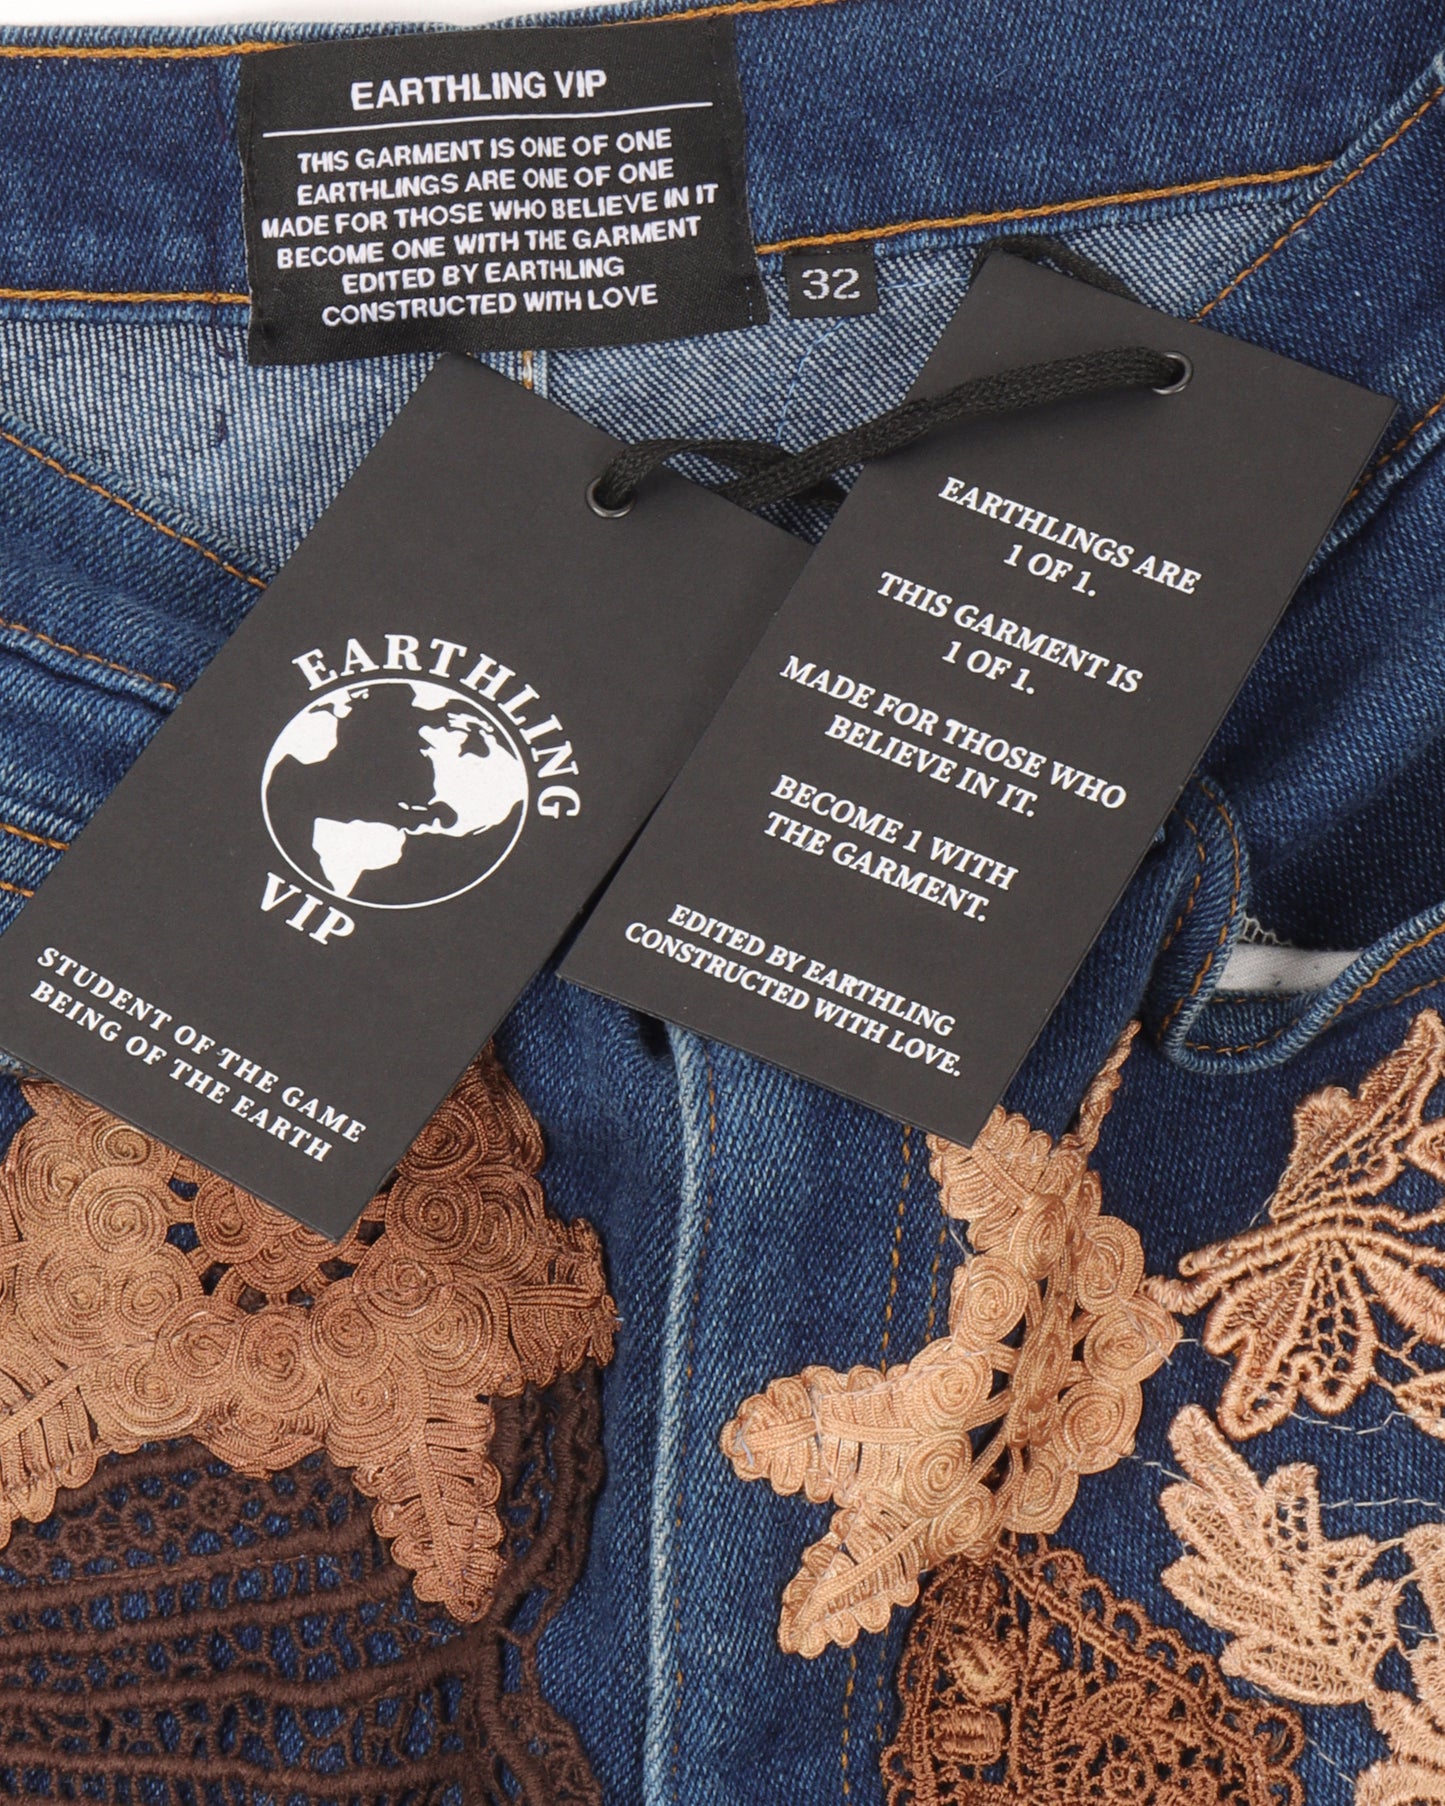 EARTHLING VIP
THIS GARMENT IS ONE OF ONE
EARTHLINGS ARE ONE OF ONE
MADE FOR THOSE WHO BELIEVE IN IT
BECOME ONE WITH THE GARMENT
EDITED BY EARTHLING
CONSTRUCTED WITH LOVE
32
EARTHLING
VIP
STUDENT OF THE GAME
BEING OF THE EARTH
EARTHLINGS ARE
1 OF 1.
THIS GARMENT IS
1 OF 1.
MADE FOR THOSE WHO
BELIEVE IN IT.
BECOME 1 WITH
THE GARMENT.
EDITED BY EARTHLING
CONSTRUCTED WITH LOVE.